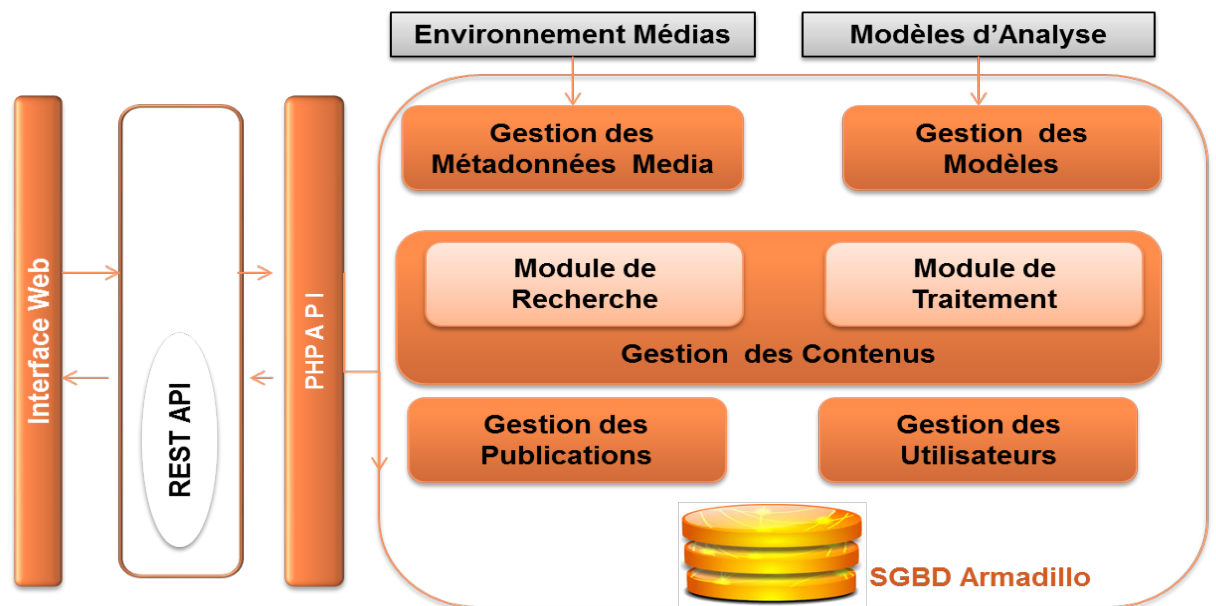 Environnement Médias
Modèles d'Analyse
Gestion des
Métadonnées Media
Gestion des
Modèles
Interface Web
REST API
PHP A P I
Module de
Recherche
Module de
Traitement
Gestion des Contenus
Gestion des
Publications
Gestion des
Utilisateurs
SGBD Armadillo